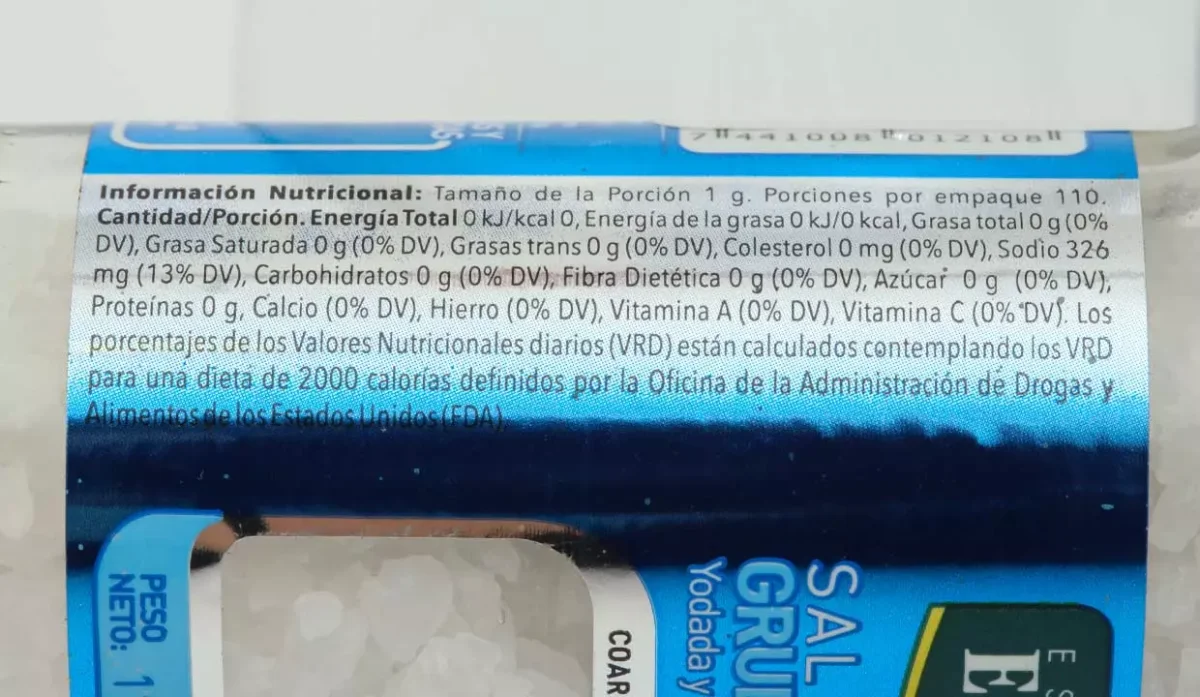 7 441008 012108
Información Nutricional: Tamaño de la Porción 1 g. Porciones por empaque 110.
Cantidad/Porción. Energía Total 0 kJ/kcal 0, Energía de la grasa 0 kJ/0 kcal, Grasa total 0 g (0%
DV), Grasa Saturada 0 g (0% DV), Grasas trans 0 g (0% DV), Colesterol 0 mg (0% DV), Sodio 326
mg (13% DV), Carbohidratos 0 g (0% DV), Fibra Dietética 0 g (0% DV), Azúcar 0 g (0% DV),
Proteínas 0 g, Calcio (0% DV), Hierro (0% DV), Vitamina A (0% DV), Vitamina C (0% DV). Los
porcentajes de los Valores Nutricionales diarios (VRD) están calculados contemplando los VRD
para una dieta de 2000 calorías definidos por la Oficina de la Administración de Drogas y
Alimentos de los Estados Unidos (FDA).
PESO
NETO: 1
COAR
SAL
GRU
Yodada y
E